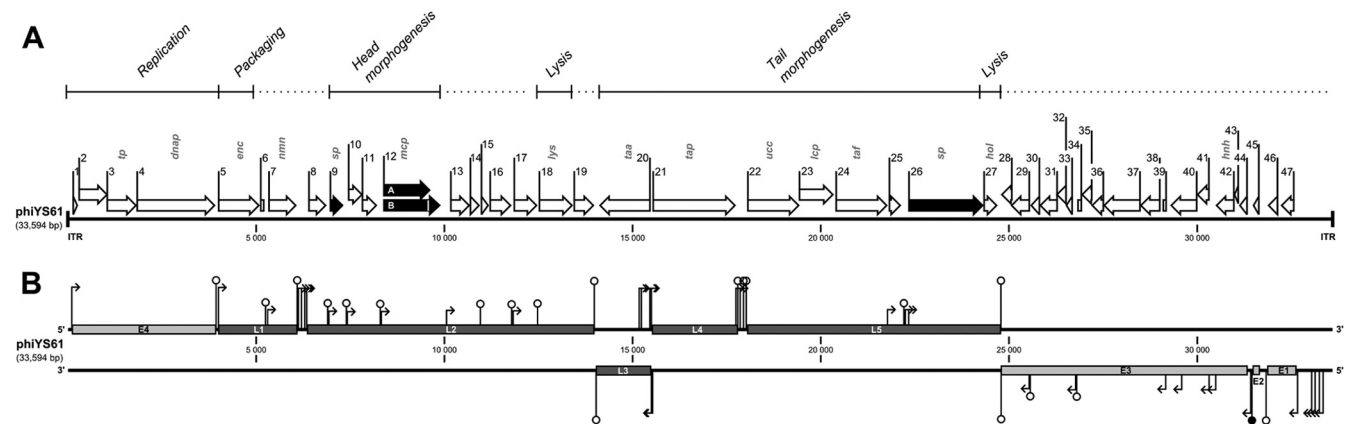 A
Replication
Packaging
Head
morphogenesis
Lysis
Tail
morphogenesis
Lysis
1 2 3 4 5 6 7 8 9 10 11 12 13 14 15 16 17 18 19 20 21 22 23 24 25 26 27 28 29 30 31 32 33 34 35 36 37 38 39 40 41 42 43 44 45 46 47
tp dnap enc nmn sp mcp lys taa tap ucc lcp taf sp hol hnh
A
B
phiYS61
(33,594 bp)
ITR 5 000 10 000 15 000 20 000 25 000 30 000 ITR
B
5' E4 L1 L2 L4 L5 3'
phiYS61
(33,594 bp)
5 000 10 000 15 000 20 000 25 000 30 000
3' L3 E3 E2 E1 5'